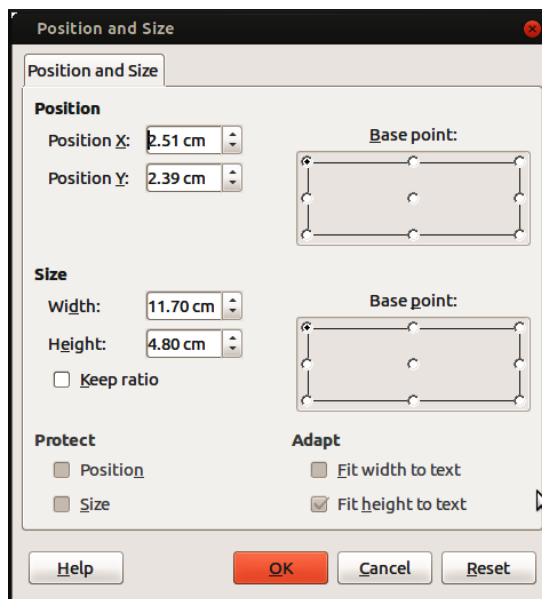 Position and Size
Position and Size
Position
Position X: 2.51 cm
Base point:
Position Y: 2.39 cm
Size
Width: 11.70 cm
Base point:
Height: 4.80 cm
Keep ratio
Protect
Adapt
Position
Fit width to text
Size
Fit height to text
Help
OK
Cancel
Reset